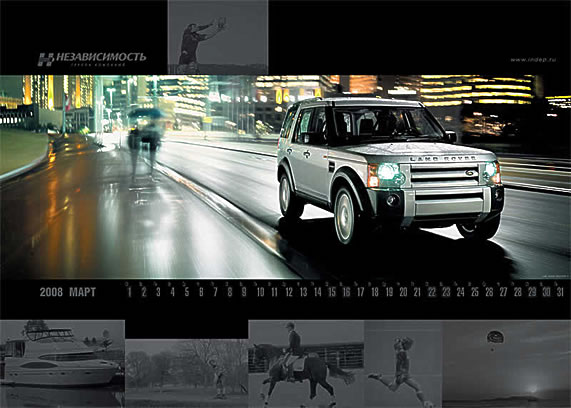 НЕЗАВИСИМОСТЬ
ГРУППА КОМПАНИЙ
www.indep.ru
LAND ROVER
2008 МАРТ
1 2 3 4 5 6 7 8 9 10 11 12 13 14 15 16 17 18 19 20 21 22 23 24 25 26 27 28 29 30 31